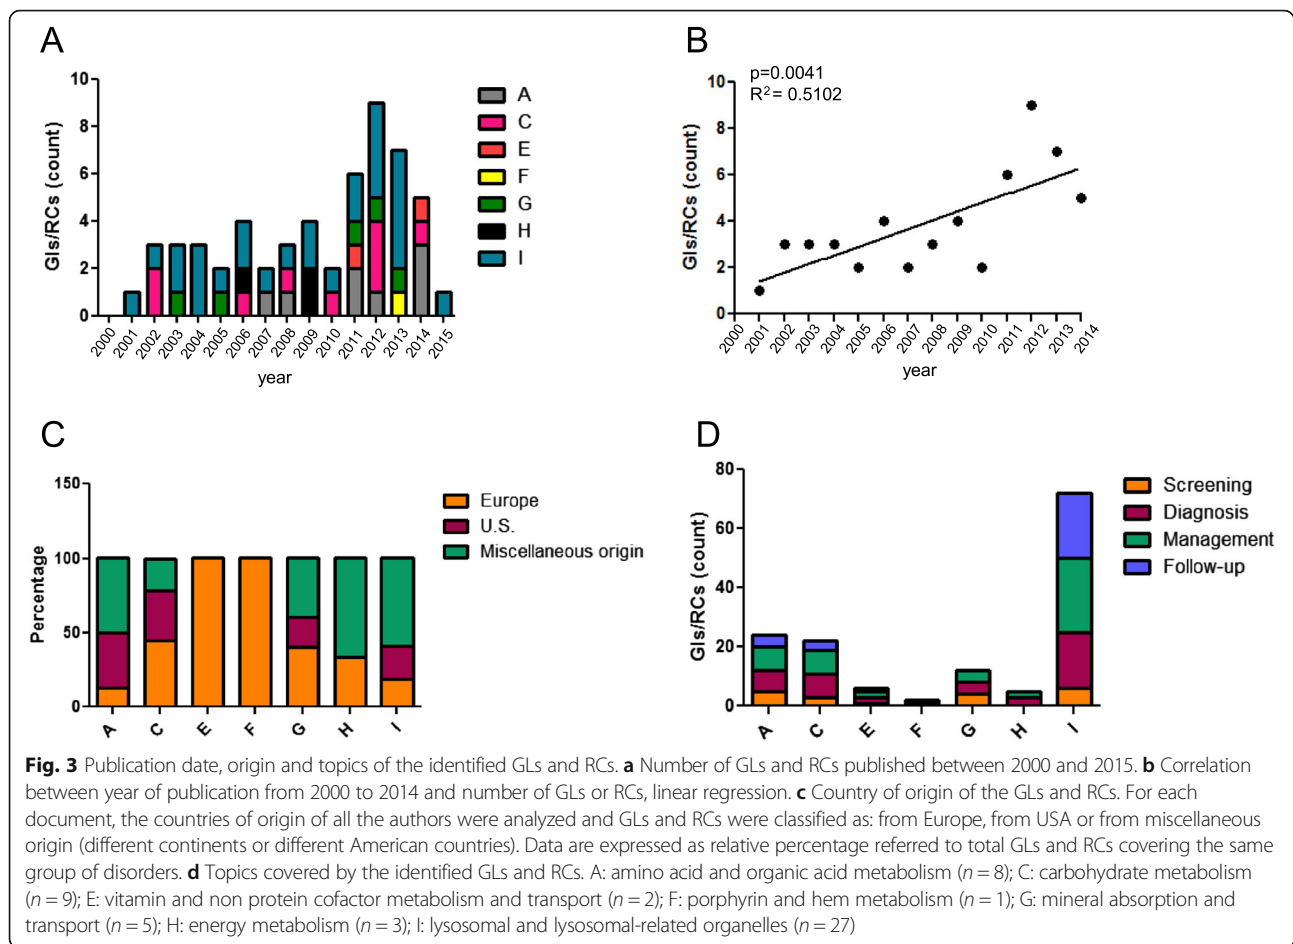 A
10
8
6
4
2
0
GIs/RCs (count)
2000
2001
2002
2003
2004
2005
2006
2007
2008
2009
2010
2011
2012
2013
2014
2015
year
A
C
E
F
G
H
I
B
p=0.0041
R²= 0.5102
10
8
6
4
2
0
GIs/RCs (count)
2000
2001
2002
2003
2004
2005
2006
2007
2008
2009
2010
2011
2012
2013
2014
year
C
150
100
50
0
Percentage
A
C
E
F
G
H
I
Europe
U.S.
Miscellaneous origin
D
80
60
40
20
0
GIs/RCs (count)
A
C
E
F
G
H
I
Screening
Diagnosis
Management
Follow-up
Fig. 3 Publication date, origin and topics of the identified GLs and RCs. a Number of GLs and RCs published between 2000 and 2015. b Correlation
between year of publication from 2000 to 2014 and number of GLs or RCs, linear regression. c Country of origin of the GLs and RCs. For each
document, the countries of origin of all the authors were analyzed and GLs and RCs were classified as: from Europe, from USA or from miscellaneous
origin (different continents or different American countries). Data are expressed as relative percentage referred to total GLs and RCs covering the same
group of disorders. d Topics covered by the identified GLs and RCs. A: amino acid and organic acid metabolism (n = 8); C: carbohydrate metabolism
(n = 9); E: vitamin and non protein cofactor metabolism and transport (n = 2); F: porphyrin and hem metabolism (n = 1); G: mineral absorption and
transport (n = 5); H: energy metabolism (n = 3); I: lysosomal and lysosomal-related organelles (n = 27)